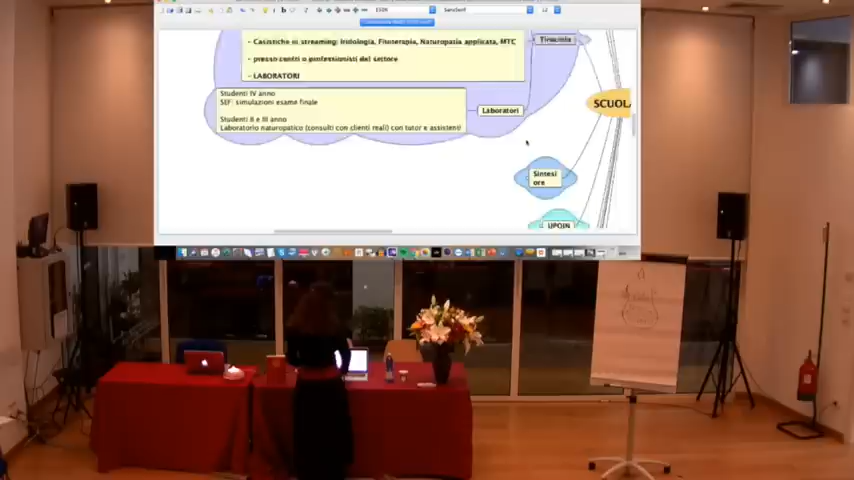 - Casistiche in streaming: Iridologia, Fitoterapia, Naturopatia applicata, MTC
- presso centri o professionisti del settore
- LABORATORI
Tirocinio
Studenti IV anno
SEF: simulazioni esame finale
Studenti II e III anno
Laboratorio naturopatico (consulti con clienti reali) con tutor e assistenti
Laboratori
SCUOL
Sintesi
ore
UPOIN